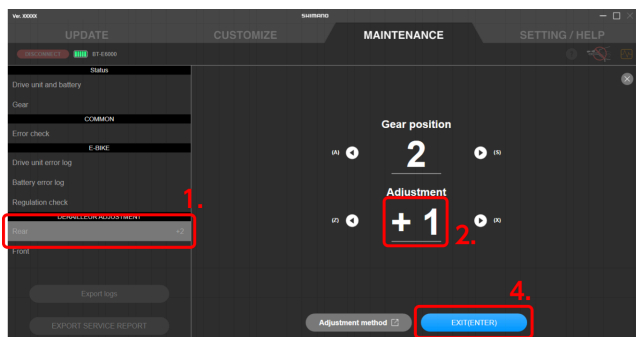 Ver. XXXXX
SHIMANO
UPDATE
CUSTOMIZE
MAINTENANCE
SETTING / HELP
DISCONNECT
BT-E6000
Status
Drive unit and battery
Gear
COMMON
Error check
E-BIKE
Drive unit error log
Battery error log
Regulation check
DERAILLEUR ADJUSTMENT
Rear +2
Front
Export logs
EXPORT SERVICE REPORT
1.
Gear position
(A) 2 (S)
Adjustment
(Z) + 1 (X)
2.
4.
Adjustment method
EXIT(ENTER)